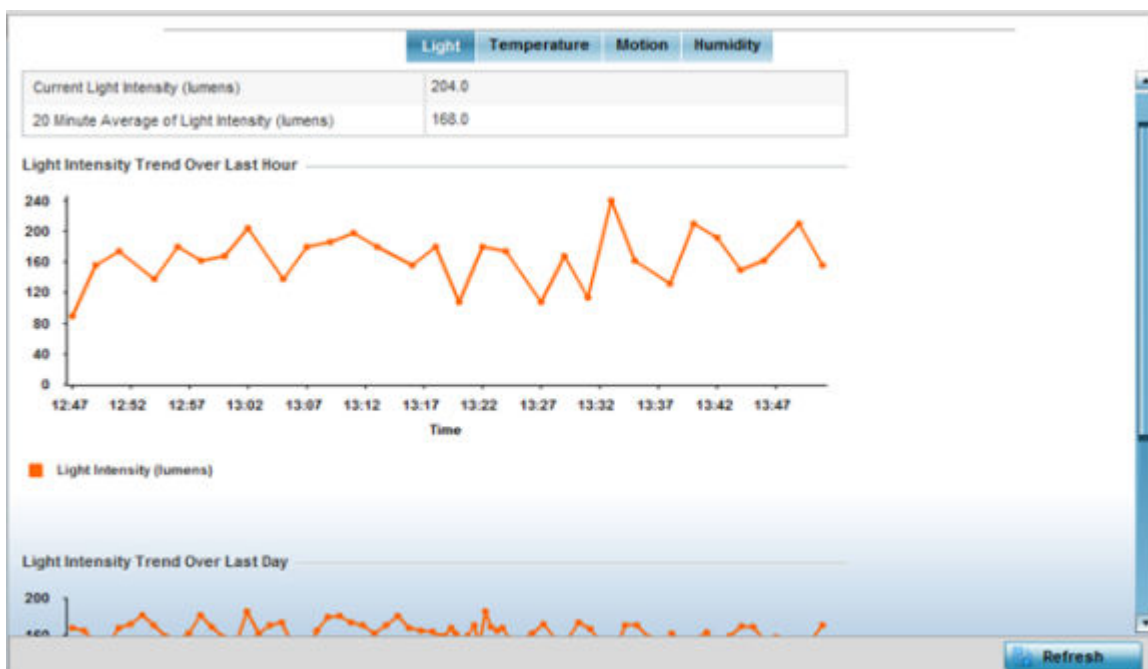 Light Temperature Motion Humidity
Current Light Intensity (lumens) 204.0
20 Minute Average of Light Intensity (lumens) 168.0
Light Intensity Trend Over Last Hour
240
200
160
120
80
40
0
12:47 12:52 12:57 13:02 13:07 13:12 13:17 13:22 13:27 13:32 13:37 13:42 13:47
Time
Light Intensity (lumens)
Light Intensity Trend Over Last Day
200
160
Refresh